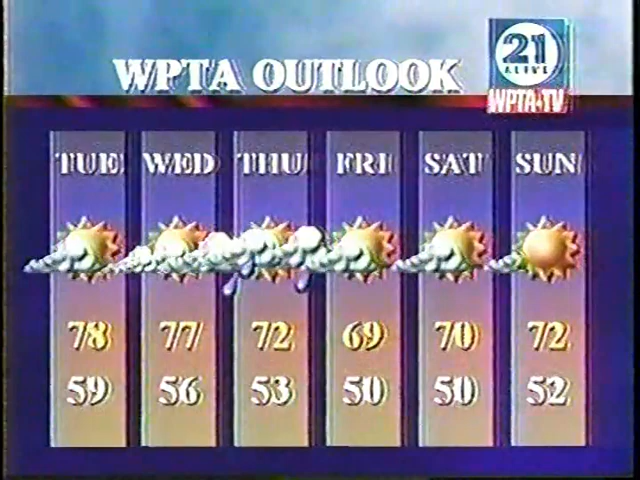 WPTA OUTLOOK
21
ALIVE
WPTA-TV
TUE WED THU FRI SAT SUN
78 77 72 69 70 72
59 56 53 50 50 52